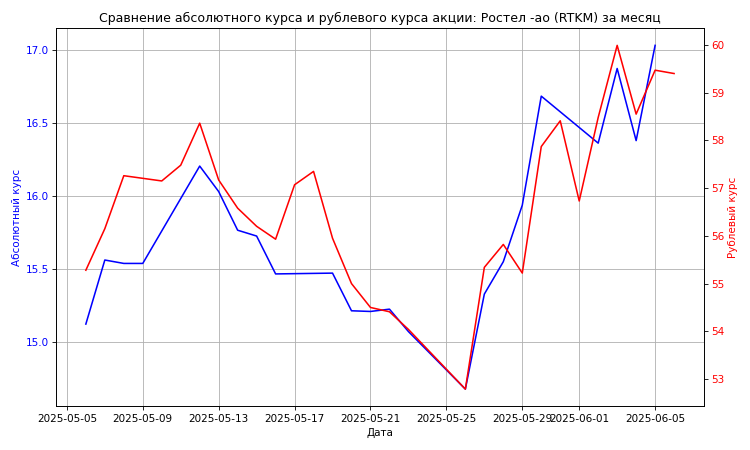 Сравнение абсолютного курса и рублевого курса акции: Ростел -ао (RTKM) за месяц
17.0
16.5
16.0
15.5
15.0
Абсолютный курс
60
59
58
57
56
55
54
53
Рублевый курс
2025-05-05 2025-05-09 2025-05-13 2025-05-17 2025-05-21 2025-05-25 2025-05-29 2025-06-01 2025-06-05
Дата